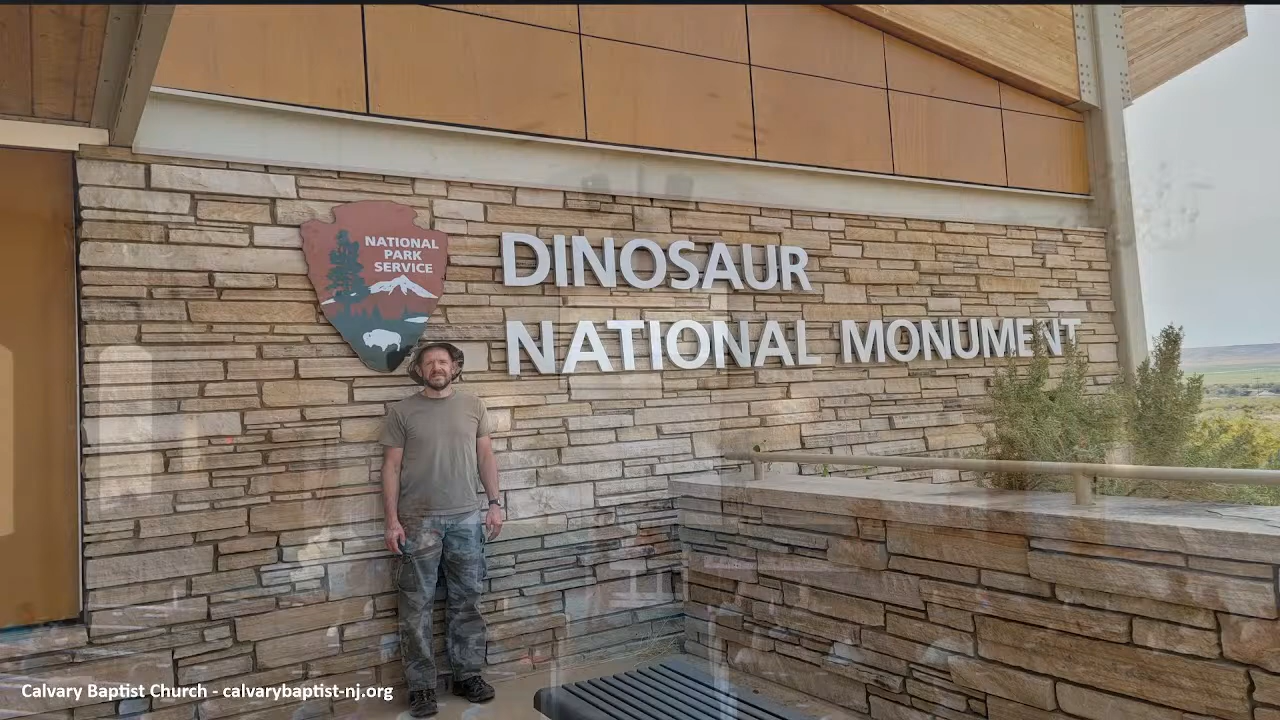 NATIONAL
PARK
SERVICE
DINOSAUR
NATIONAL MONUMENT
Calvary Baptist Church - calvarybaptist-nj.org